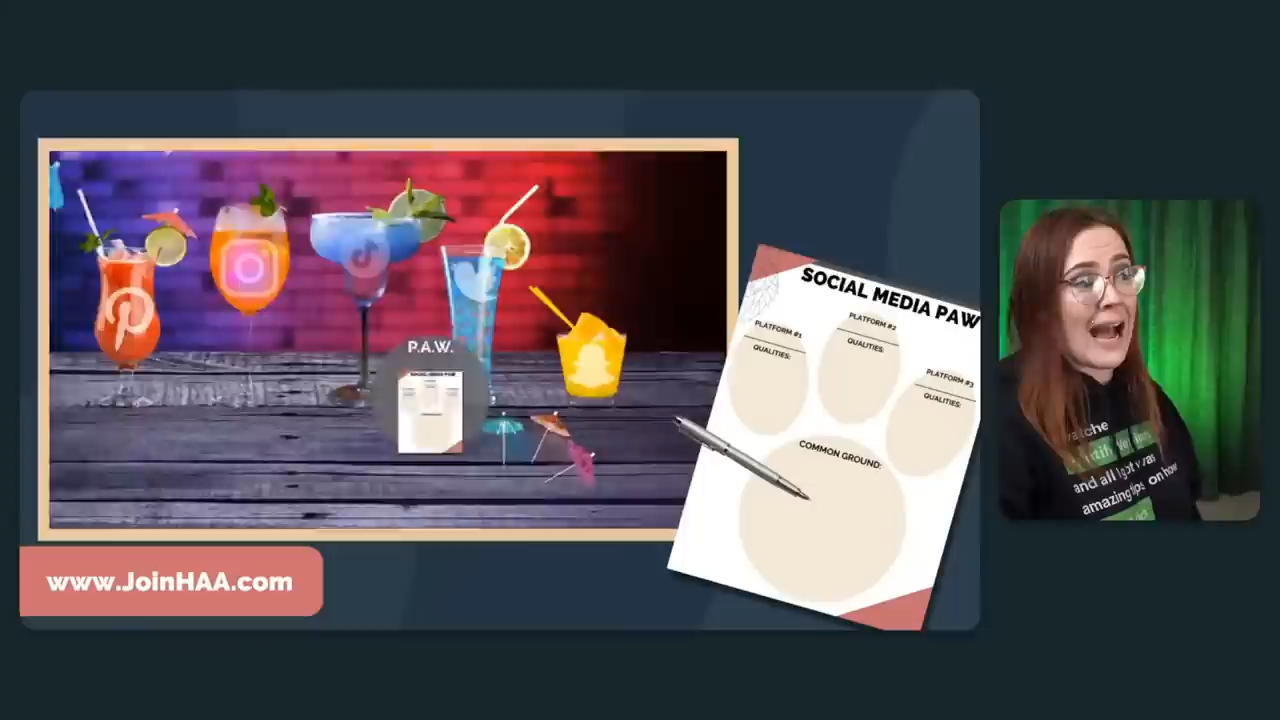 P.A.W.
SOCIAL MEDIA PAW
PLATFORM #1
QUALITIES:
PLATFORM #2
QUALITIES:
PLATFORM #3
QUALITIES:
COMMON GROUND:
www.JoinHAA.com
and all I got was
amazing tips on how